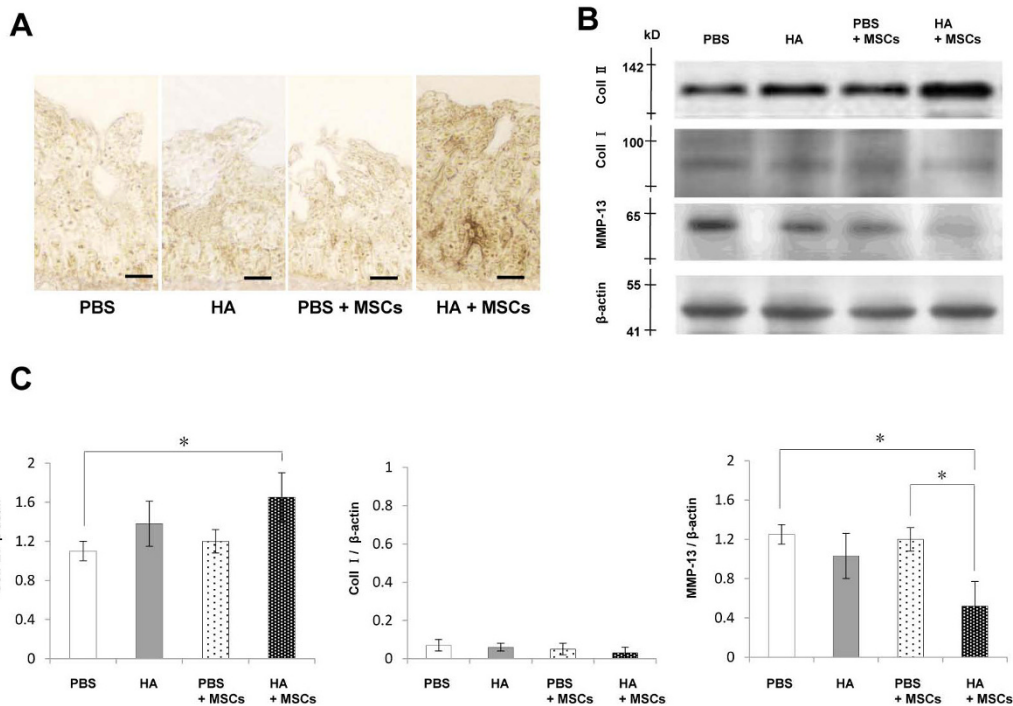 A
PBS
HA
PBS + MSCs
HA + MSCs
B
kD
PBS
HA
PBS
+ MSCs
HA
+ MSCs
Coll Ⅱ
142
Coll Ⅰ
100
MMP-13
65
β-actin
55
41
C
*
2
1.6
1.2
0.8
0.4
0
PBS
HA
PBS
+ MSCs
HA
+ MSCs
Coll Ⅰ / β-actin
1
0.8
0.6
0.4
0.2
0
PBS
HA
PBS
+ MSCs
HA
+ MSCs
MMP-13 / β-actin
*
*
2
1.6
1.2
0.8
0.4
0
PBS
HA
PBS
+ MSCs
HA
+ MSCs